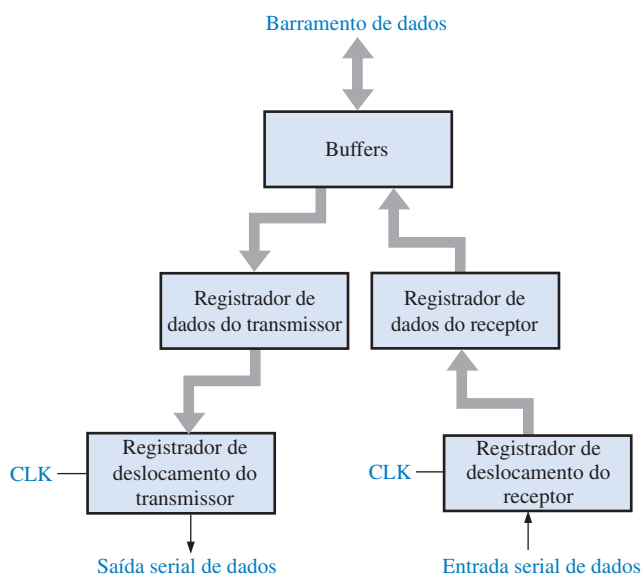 Barramento de dados
Buffers
Registrador de
dados do transmissor
Registrador de
dados do receptor
CLK
Registrador de
deslocamento do
transmissor
CLK
Registrador de
deslocamento do
receptor
Saída serial de dados
Entrada serial de dados